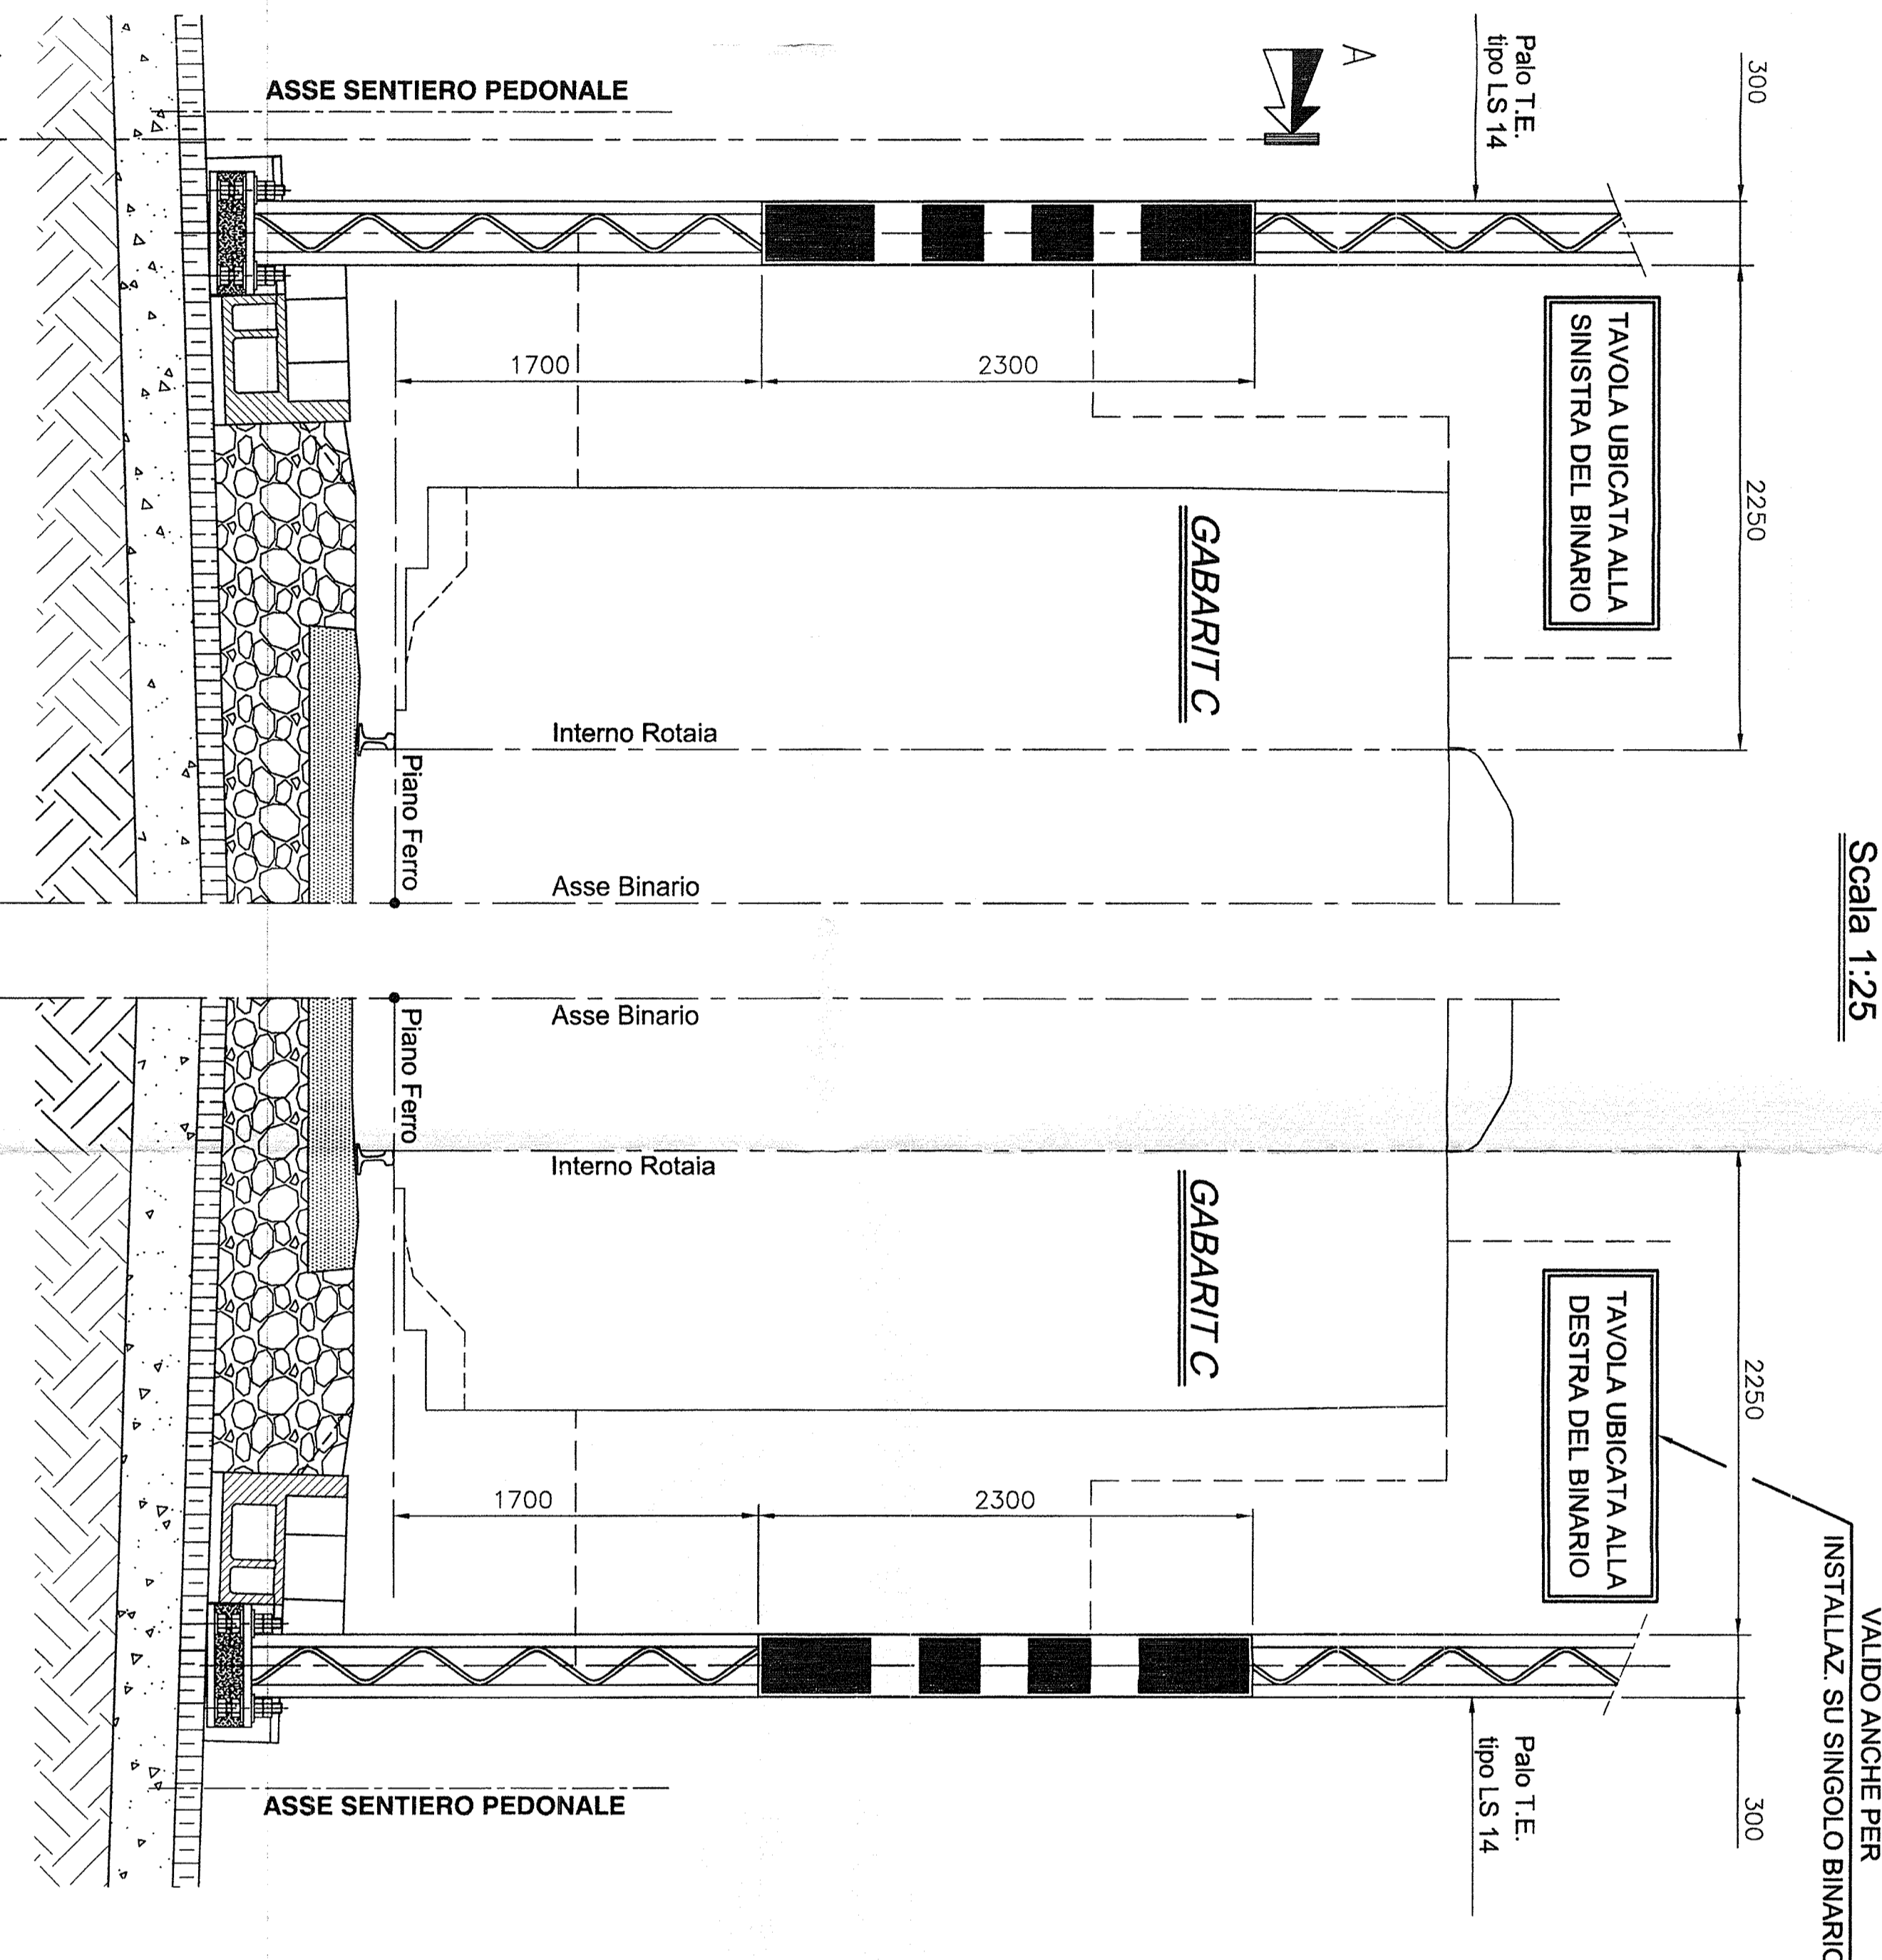 Scala 1:25
VALIDO ANCHE PER
INSTALLAZ. SU SINGOLO BINARIO
300
2250
2250
300
Palo T.E.
tipo LS 14
TAVOLA UBICATA ALLA
SINISTRA DEL BINARIO
TAVOLA UBICATA ALLA
DESTRA DEL BINARIO
Palo T.E.
tipo LS 14
A
GABARIT C
GABARIT C
2300
2300
1700
1700
Interno Rotaia
Asse Binario
Asse Binario
Interno Rotaia
Piano Ferro
Piano Ferro
ASSE SENTIERO PEDONALE
ASSE SENTIERO PEDONALE